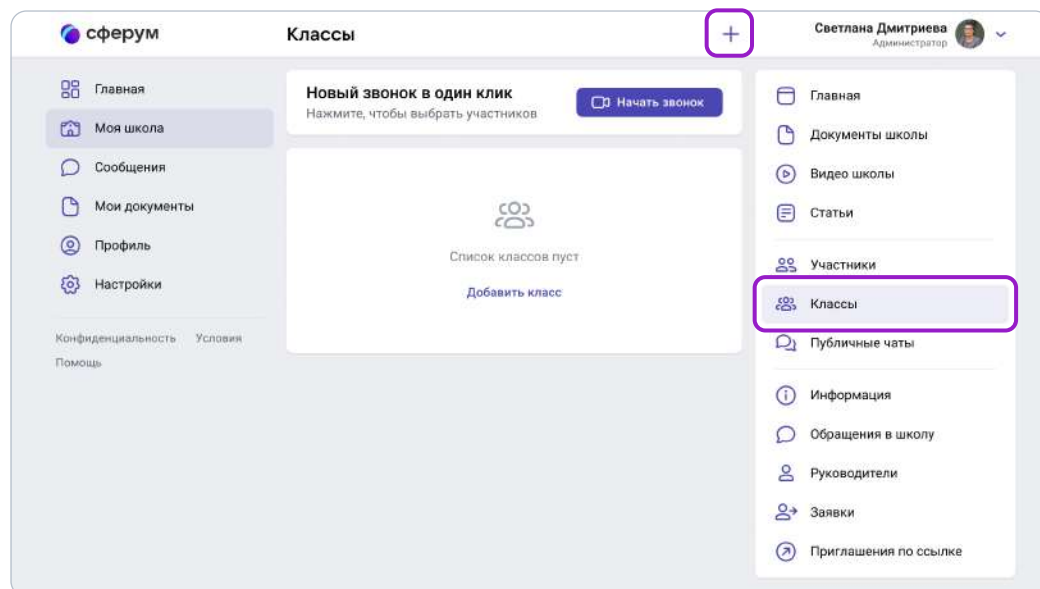 сферум
Классы
Светлана Дмитриева
Администратор
Главная
Моя школа
Сообщения
Мои документы
Профиль
Настройки
Конфиденциальность Условия
Помощь
Новый звонок в один клик
Нажмите, чтобы выбрать участников
Начать звонок
Список классов пуст
Добавить класс
Главная
Документы школы
Видео школы
Статьи
Участники
Классы
Публичные чаты
Информация
Обращения в школу
Руководители
Заявки
Приглашения по ссылке